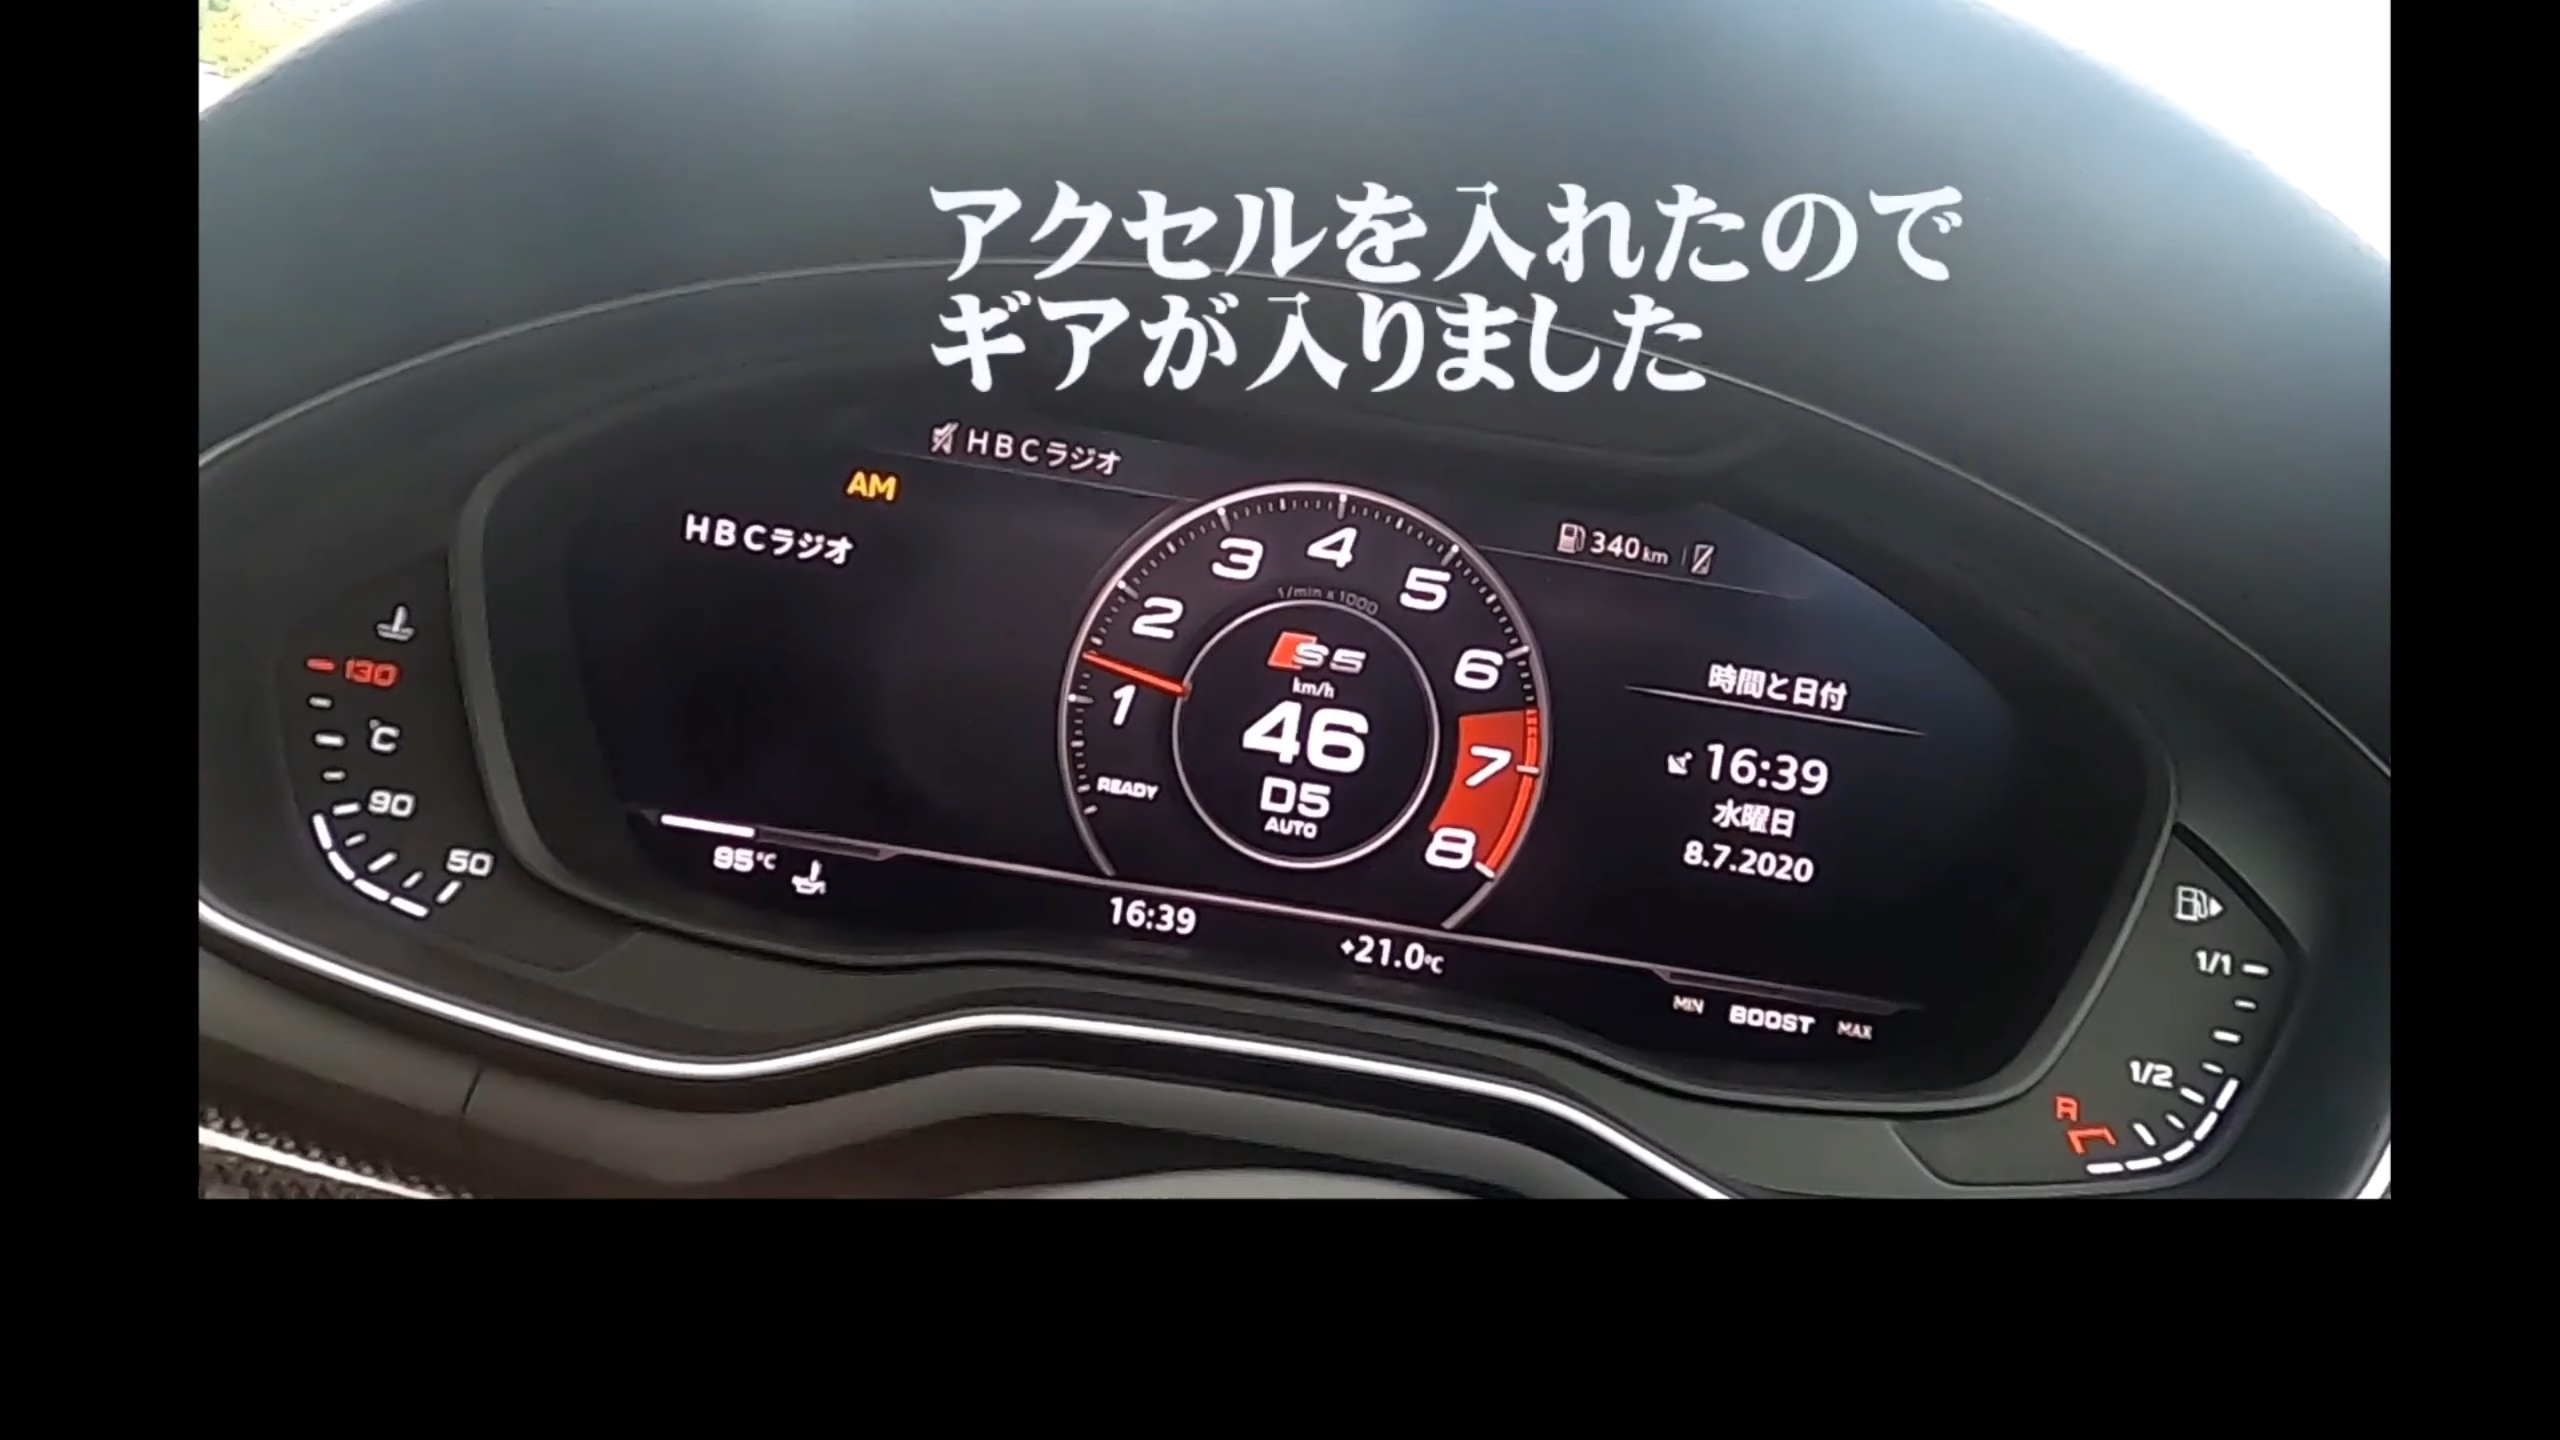 アクセルを入れたので
ギアが入りました
HBCラジオ
AM
HBCラジオ
340km
1/min x 1000
1
2
3
4
5
6
7
8
S5
km/h
46
D5
AUTO
READY
時間と日付
16:39
水曜日
8.7.2020
130
°C
90
50
95°C
16:39
+21.0°C
MIN BOOST MAX
1/1
1/2
R